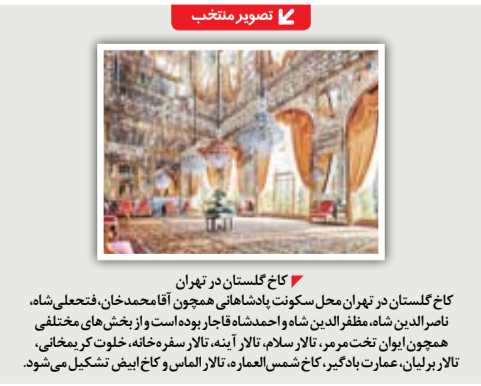 تصویر منتخب
کاخ گلستان در تهران
کاخ گلستان در تهران محل سکونت پادشاهانی همچون آقا محمدخان، فتحعلی شاه،
ناصرالدین شاه، مظفرالدین شاه و احمدشاه قاجار بوده است و از بخش های مختلفی
همچون ایوان تخت مرمر، تالار سلام، تالار آینه، تالار سفره خانه، خلوت کریمخانی،
تالار برلیان، عمارت بادگیر، کاخ شمس العماره، تالار الماس و کاخ ابیض تشکیل می شود.